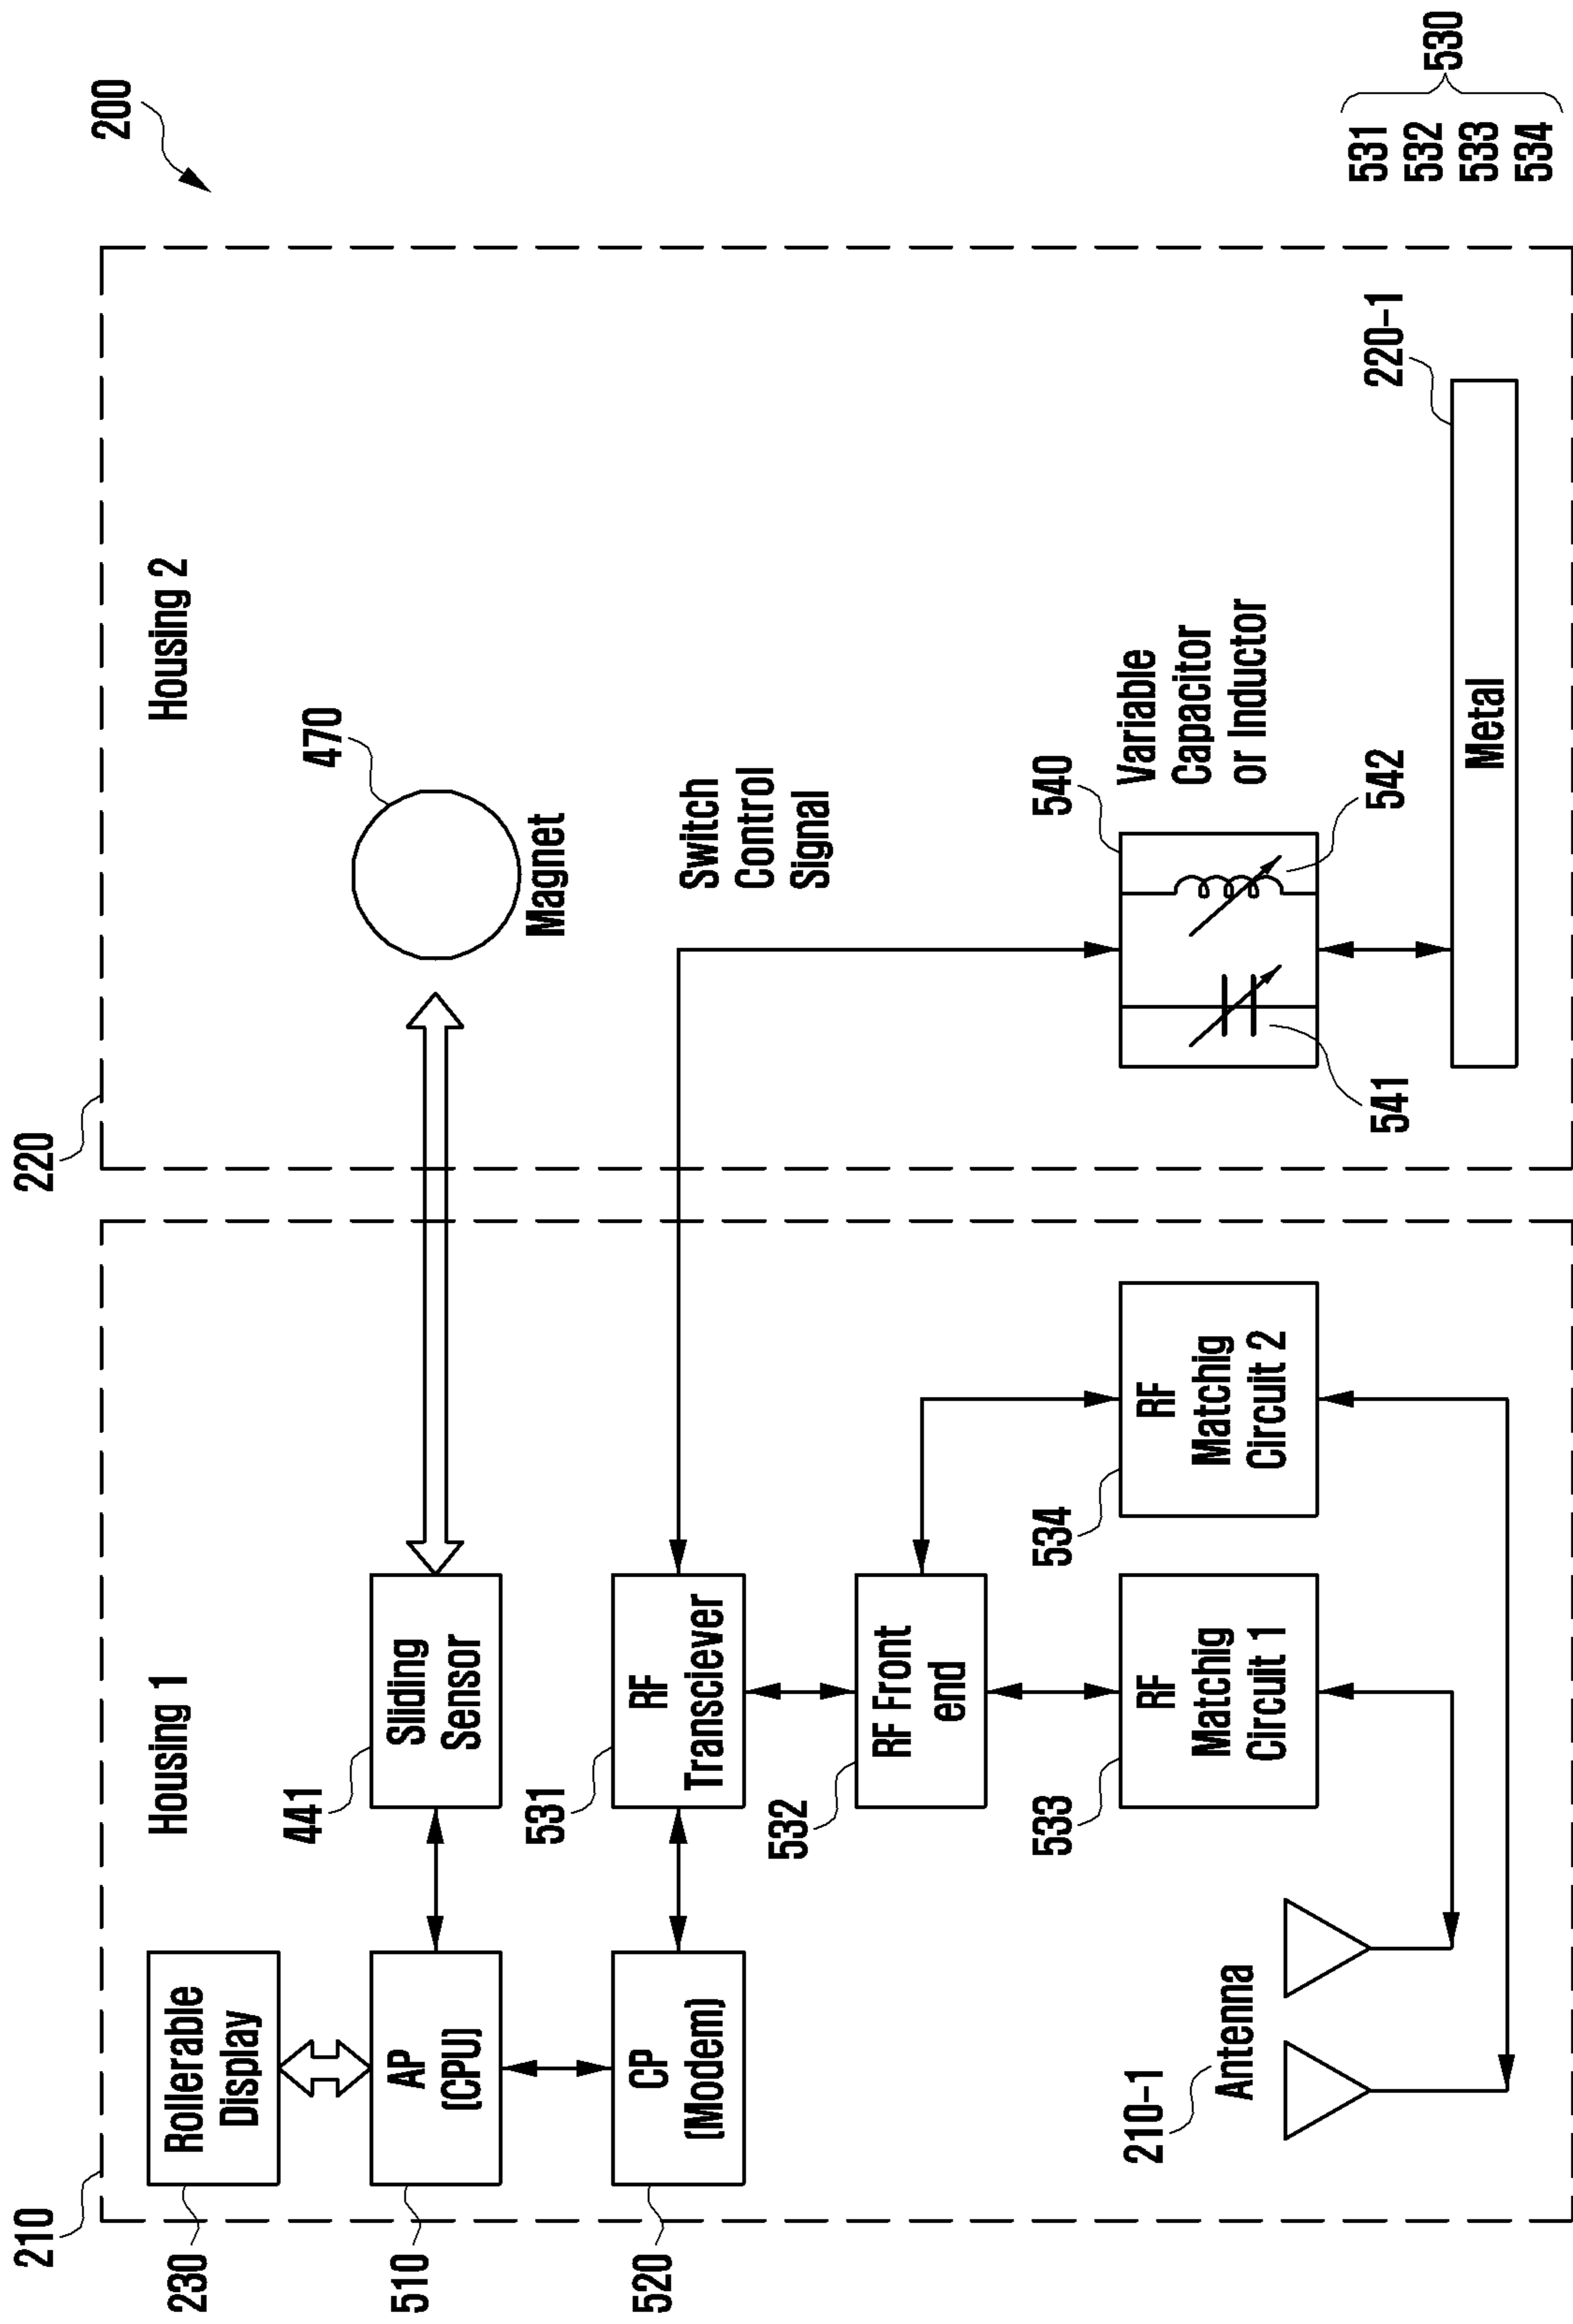 200
210
220
Housing 1
Housing 2
230
Rollerable
Display
441
Sliding
Sensor
470
Magnet
510
AP
(CPU)
531
RF
Transciever
Switch
Control
Signal
520
CP
(Modem)
532
RF Front
end
533
RF
Matchig
Circuit 1
534
RF
Matchig
Circuit 2
540
Variable
Capacitor
or Inductor
541
542
210-1
Antenna
220-1
Metal
531
532
533
534
530